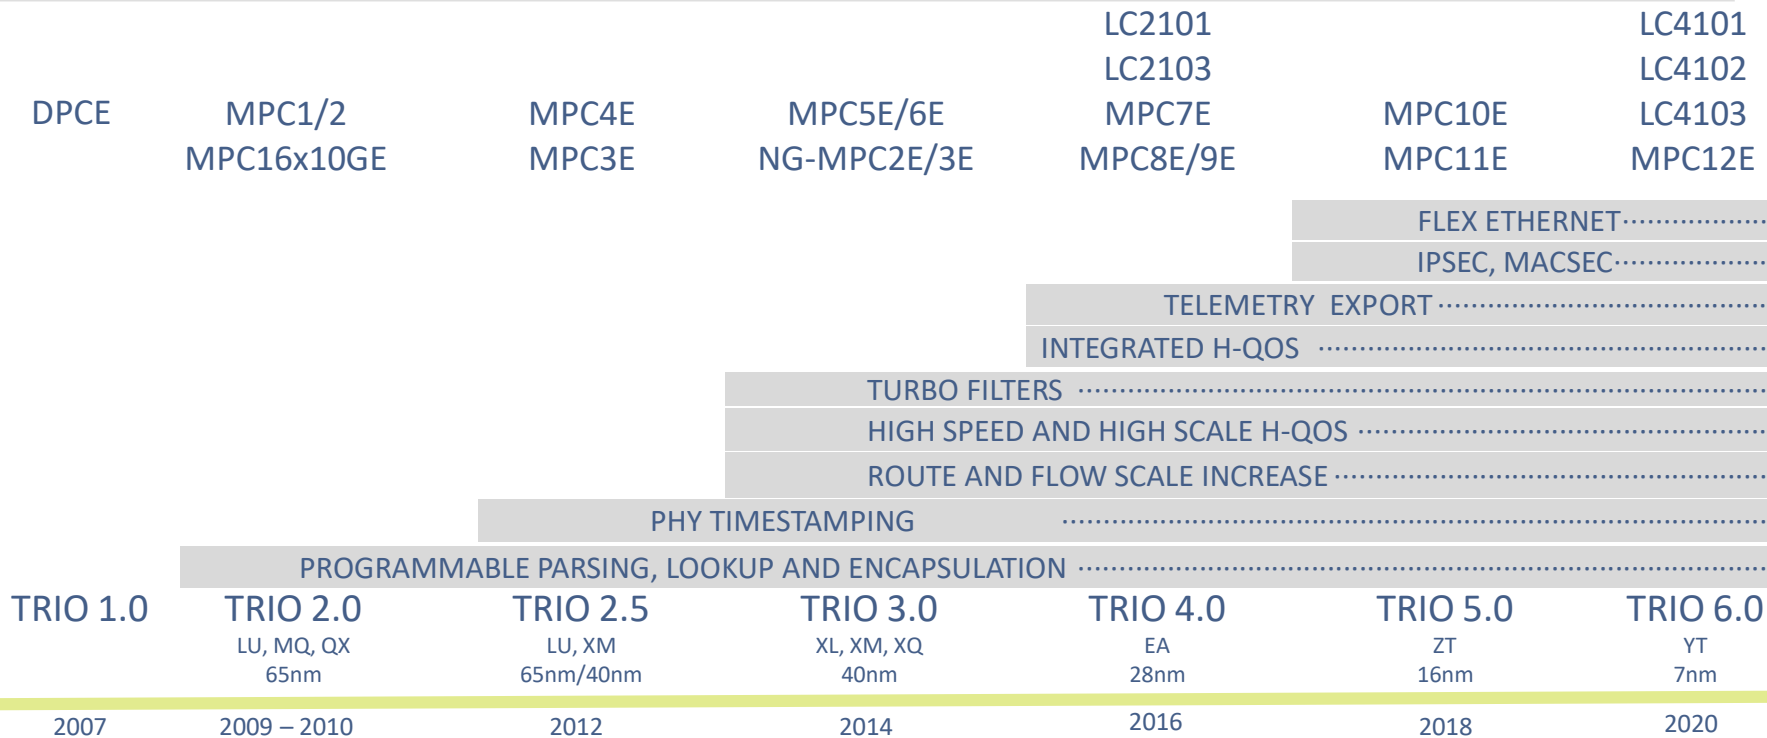 LC2101 LC4101
LC2103 LC4102
DPCE MPC1/2 MPC4E MPC5E/6E MPC7E MPC10E LC4103
MPC16x10GE MPC3E NG-MPC2E/3E MPC8E/9E MPC11E MPC12E
FLEX ETHERNET
IPSEC, MACSEC
TELEMETRY EXPORT
INTEGRATED H-QOS
TURBO FILTERS
HIGH SPEED AND HIGH SCALE H-QOS
ROUTE AND FLOW SCALE INCREASE
PHY TIMESTAMPING
PROGRAMMABLE PARSING, LOOKUP AND ENCAPSULATION
TRIO 1.0 TRIO 2.0 TRIO 2.5 TRIO 3.0 TRIO 4.0 TRIO 5.0 TRIO 6.0
LU, MQ, QX LU, XM XL, XM, XQ EA ZT YT
65nm 65nm/40nm 40nm 28nm 16nm 7nm
2007 2009 – 2010 2012 2014 2016 2018 2020